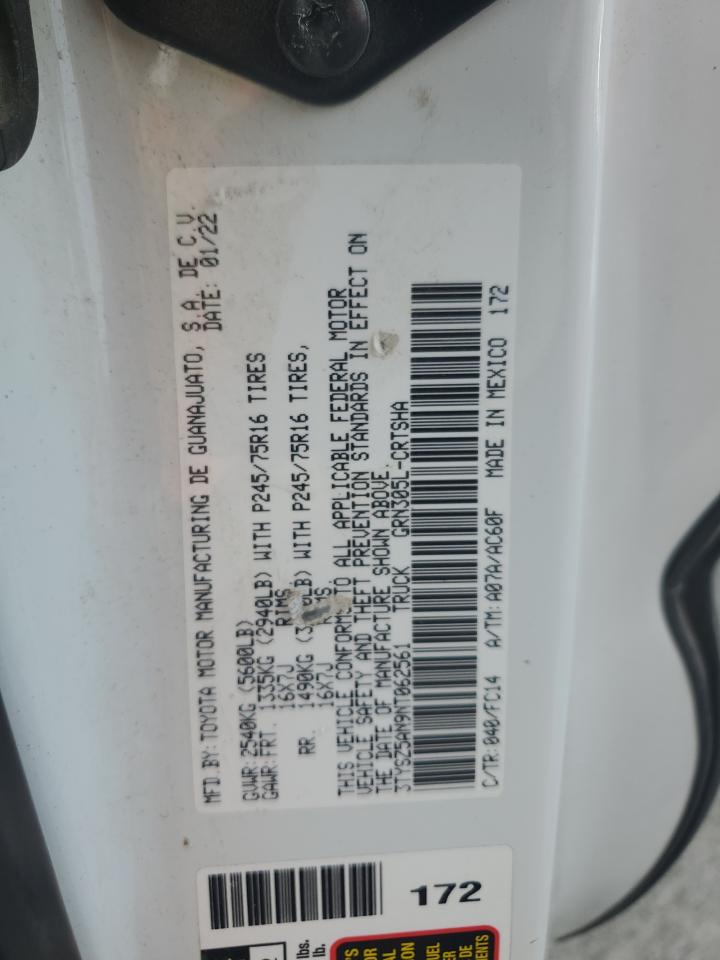 MFD.BY: TOYOTA MOTOR MANUFACTURING DE GUANAJUATO, S.A. DE C.V.
DATE: 01/22
GVWR: 2540KG (5600LB)
GAWR: FRT. 1335KG (2940LB) WITH P245/75R16 TIRES
16X7J RIMS
RR. 1490KG LB) WITH P245/75R16 TIRES,
16X7J
THIS VEHICLE CONFORMS TO ALL APPLICABLE FEDERAL MOTOR
VEHICLE SAFETY AND THEFT PREVENTION STANDARDS IN EFFECT ON
THE DATE OF MANUFACTURE SHOWN ABOVE.
3TYSZ5AN9NT062561 TRUCK GRN305L-CRTSHA
C/TR: 040/FC14 A/TM: A07A/AC60F MADE IN MEXICO 172
172
lbs.
lb.